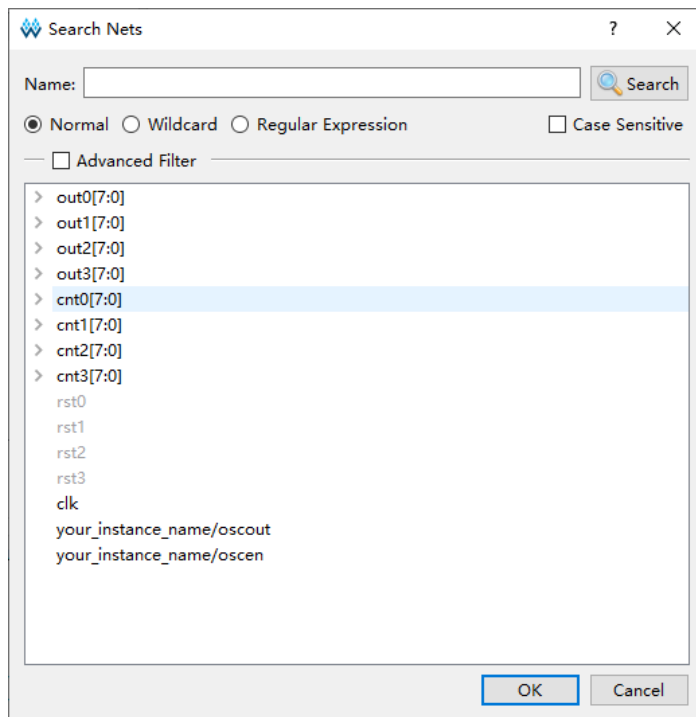 Search Nets
Name: Search
Normal Wildcard Regular Expression Case Sensitive
Advanced Filter
out0[7:0]
out1[7:0]
out2[7:0]
out3[7:0]
cnt0[7:0]
cnt1[7:0]
cnt2[7:0]
cnt3[7:0]
rst0
rst1
rst2
rst3
clk
your_instance_name/oscout
your_instance_name/oscen
OK Cancel